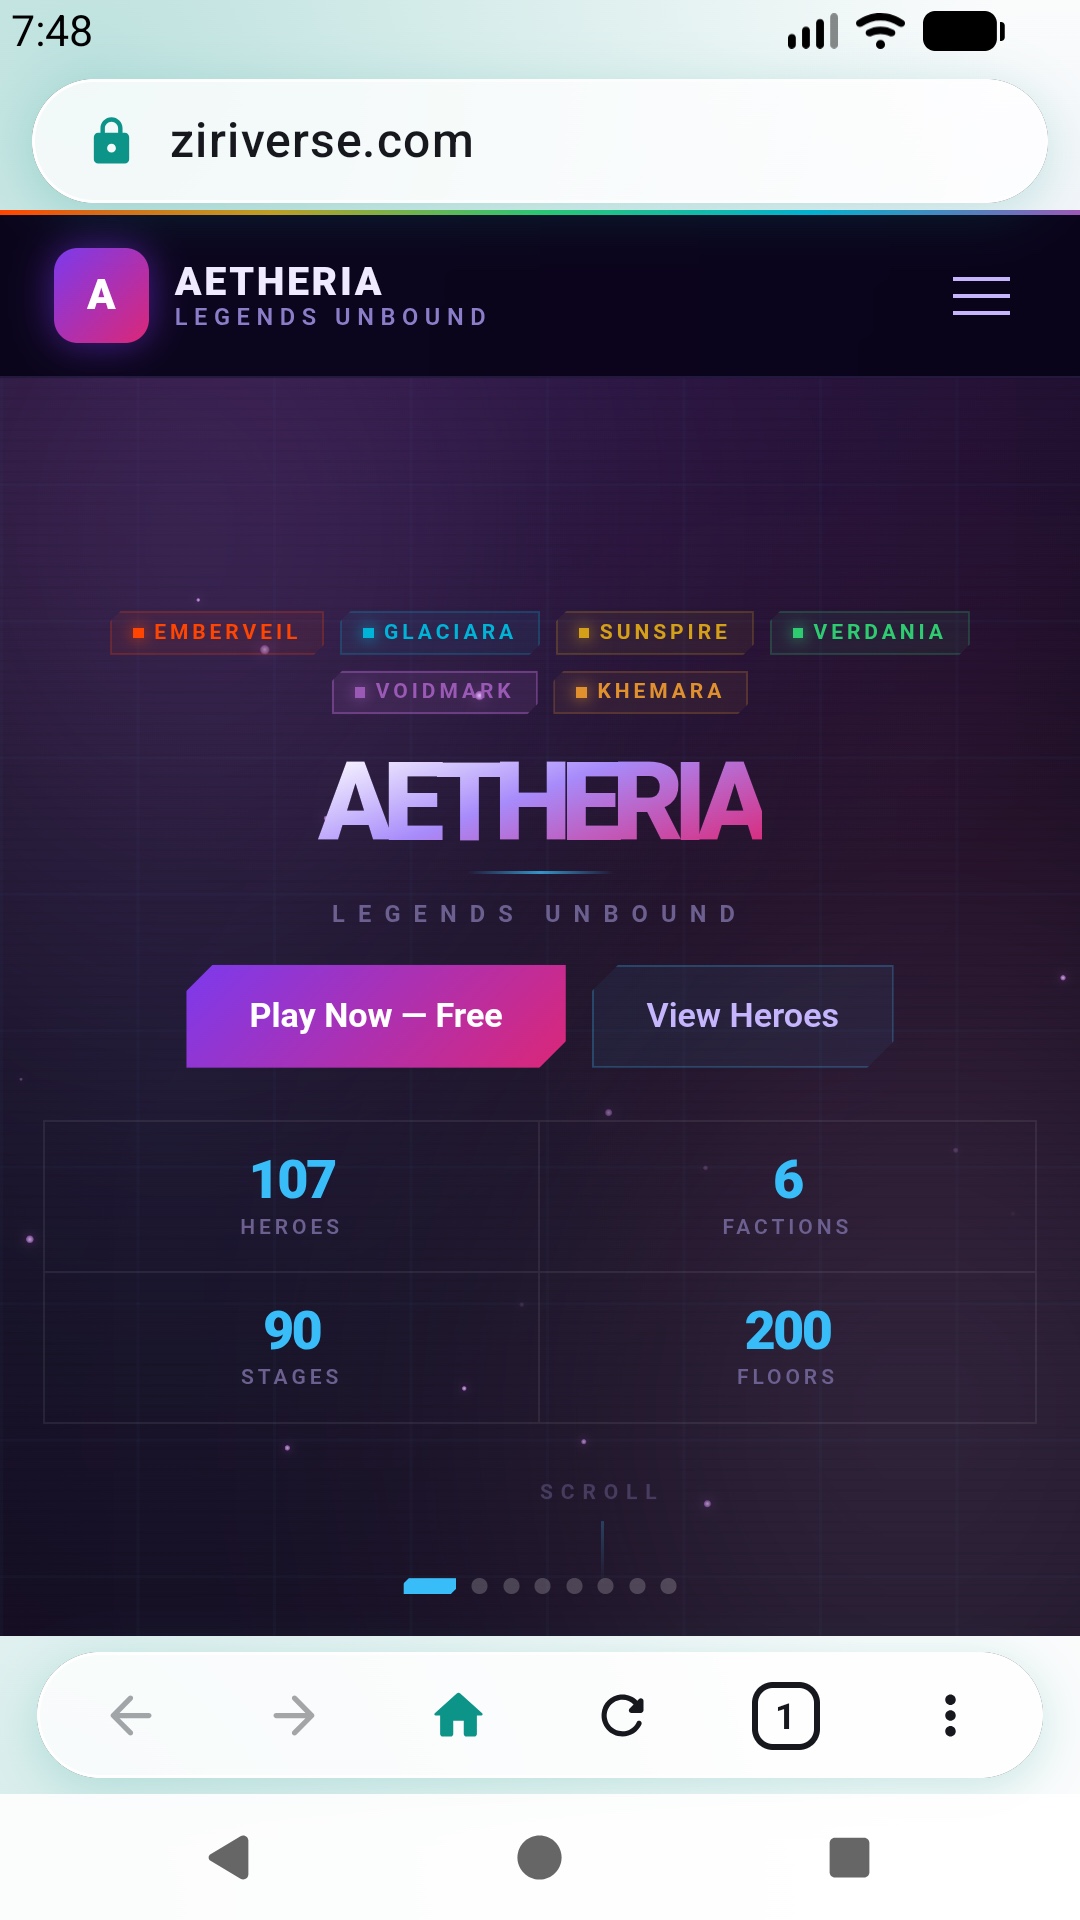 7:48
ziriverse.com
A
AETHERIA
LEGENDS UNBOUND
EMBERVEIL GLACIARA SUNSPIRE VERDANIA
VOIDMARK KHEMARA
AETHERIA
LEGENDS UNBOUND
Play Now — Free View Heroes
107 6
HEROES FACTIONS
90 200
STAGES FLOORS
SCROLL
1